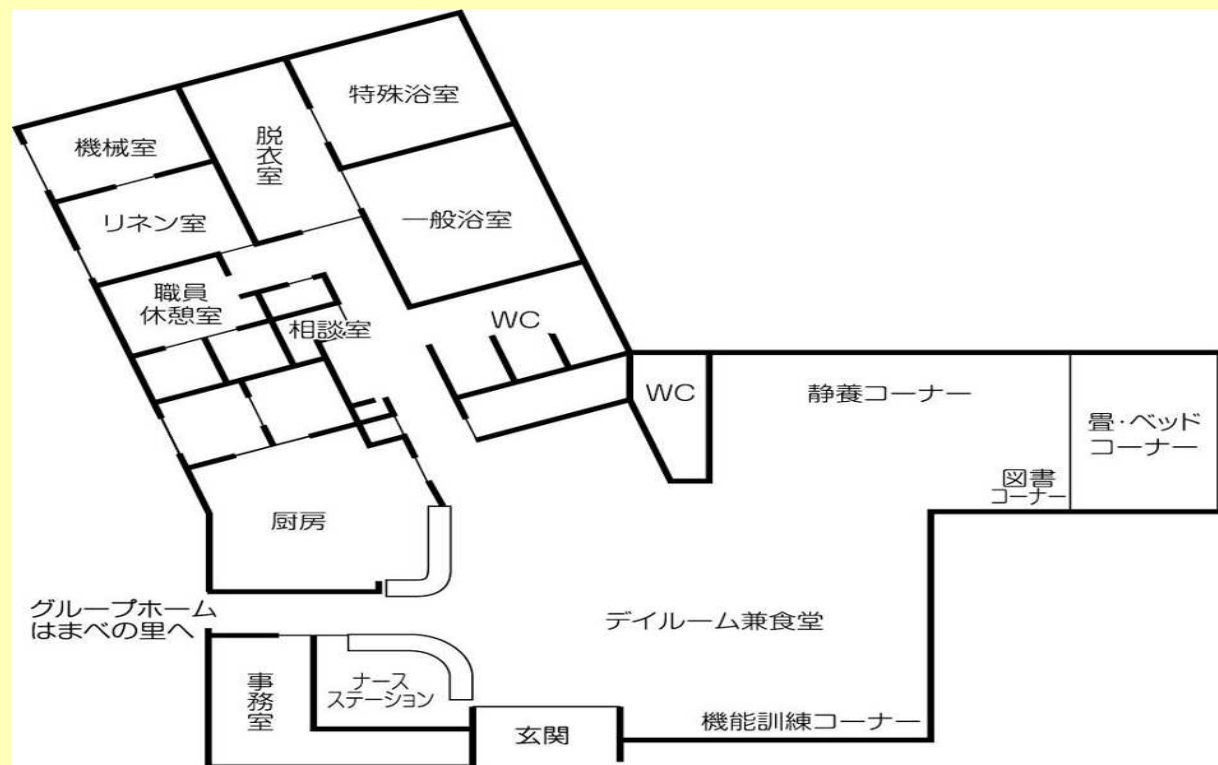 特殊浴室
機械室
脱衣室
リネン室
一般浴室
職員
休憩室
相談室
WC
WC
静養コーナー
畳・ベッド
コーナー
図書
コーナー
厨房
グループホーム
はまべの里へ
デイルーム兼食堂
事務室
ナース
ステーション
玄関
機能訓練コーナー